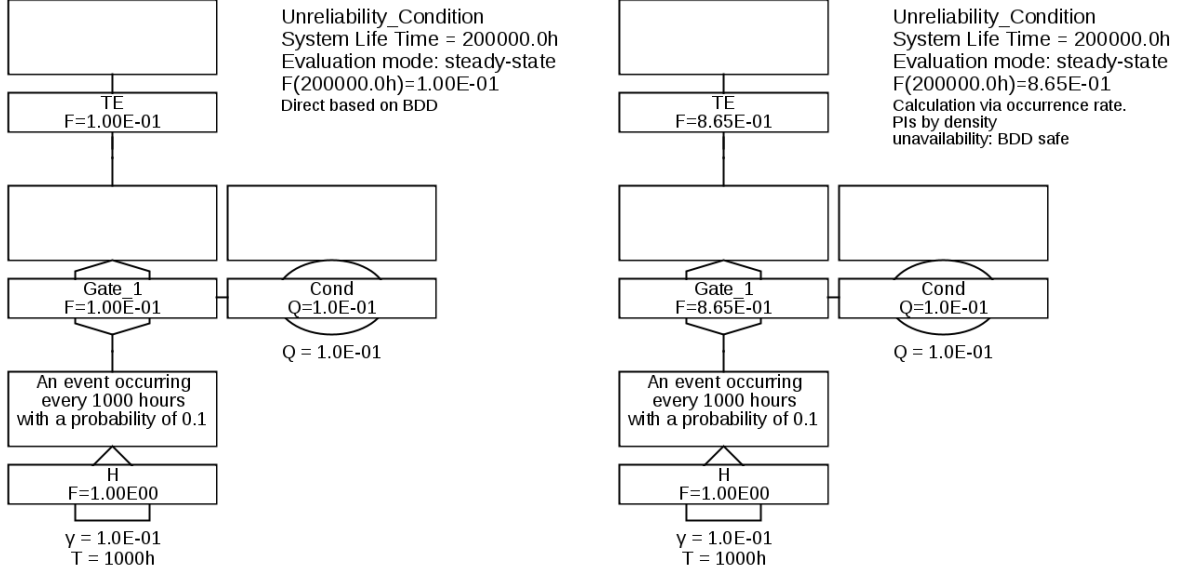 Unreliability_Condition
System Life Time = 200000.0h
Evaluation mode: steady-state
F(200000.0h)=1.00E-01
Direct based on BDD
TE
F=1.00E-01
Gate_1
F=1.00E-01
Cond
Q=1.0E-01
Q = 1.0E-01
An event occurring
every 1000 hours
with a probability of 0.1
H
F=1.00E00
γ = 1.0E-01
T = 1000h
Unreliability_Condition
System Life Time = 200000.0h
Evaluation mode: steady-state
F(200000.0h)=8.65E-01
Calculation via occurrence rate.
PIs by density
unavailability: BDD safe
TE
F=8.65E-01
Gate_1
F=8.65E-01
Cond
Q=1.0E-01
Q = 1.0E-01
An event occurring
every 1000 hours
with a probability of 0.1
H
F=1.00E00
γ = 1.0E-01
T = 1000h